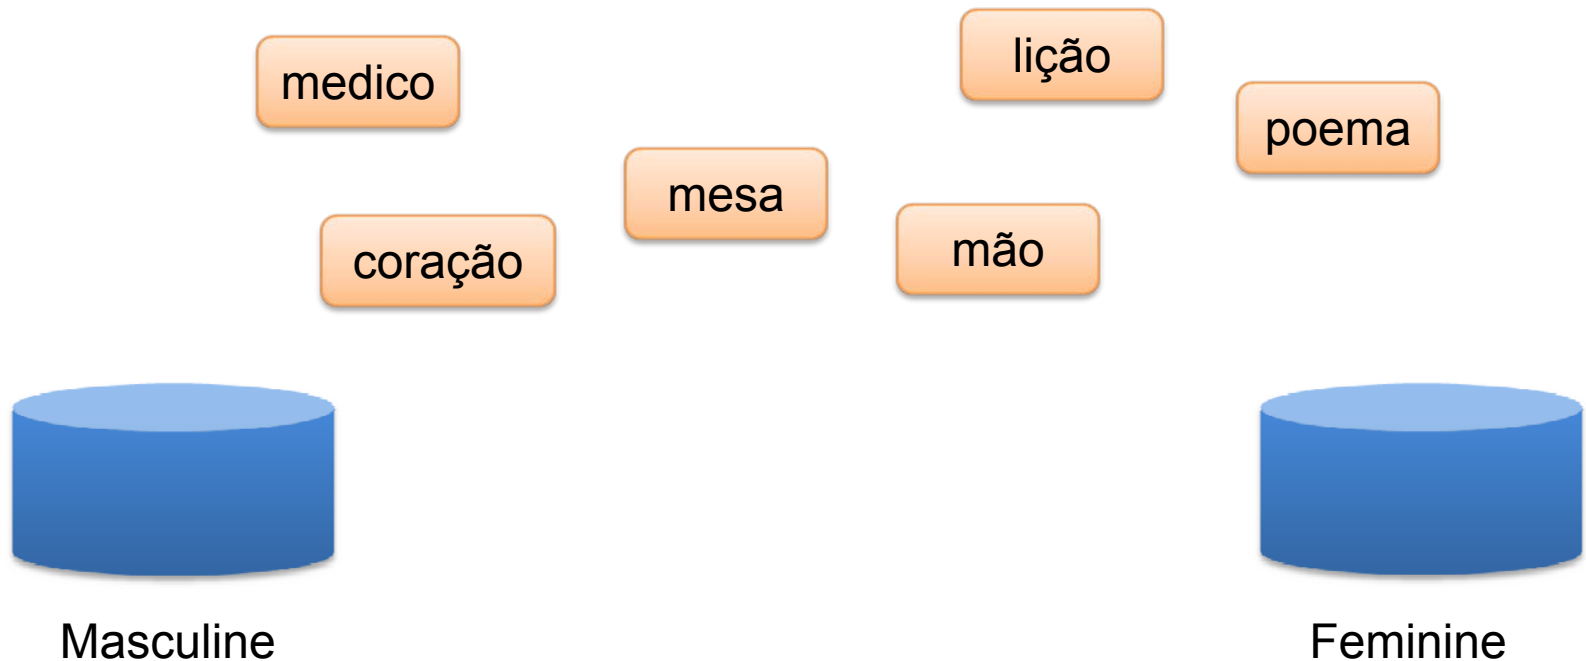 medico
lição
poema
mesa
coração
mão
Masculine
Feminine